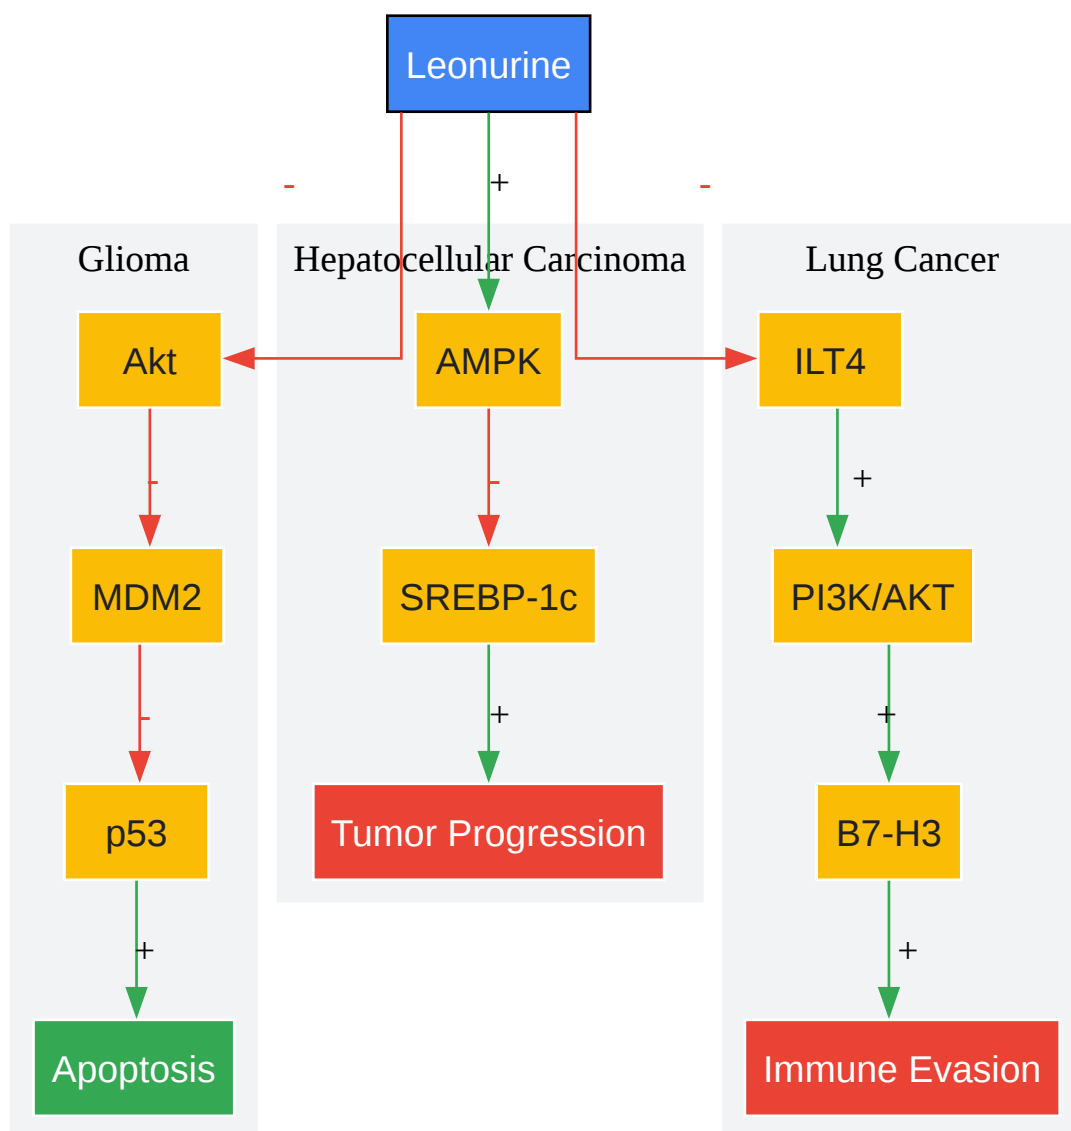 Leonurine
-
+
-
Glioma
Hepatocellular Carcinoma
Lung Cancer
Akt
AMPK
ILT4
-
-
+
MDM2
SREBP-1c
PI3K/AKT
-
+
+
p53
Tumor Progression
B7-H3
+
+
Apoptosis
Immune Evasion